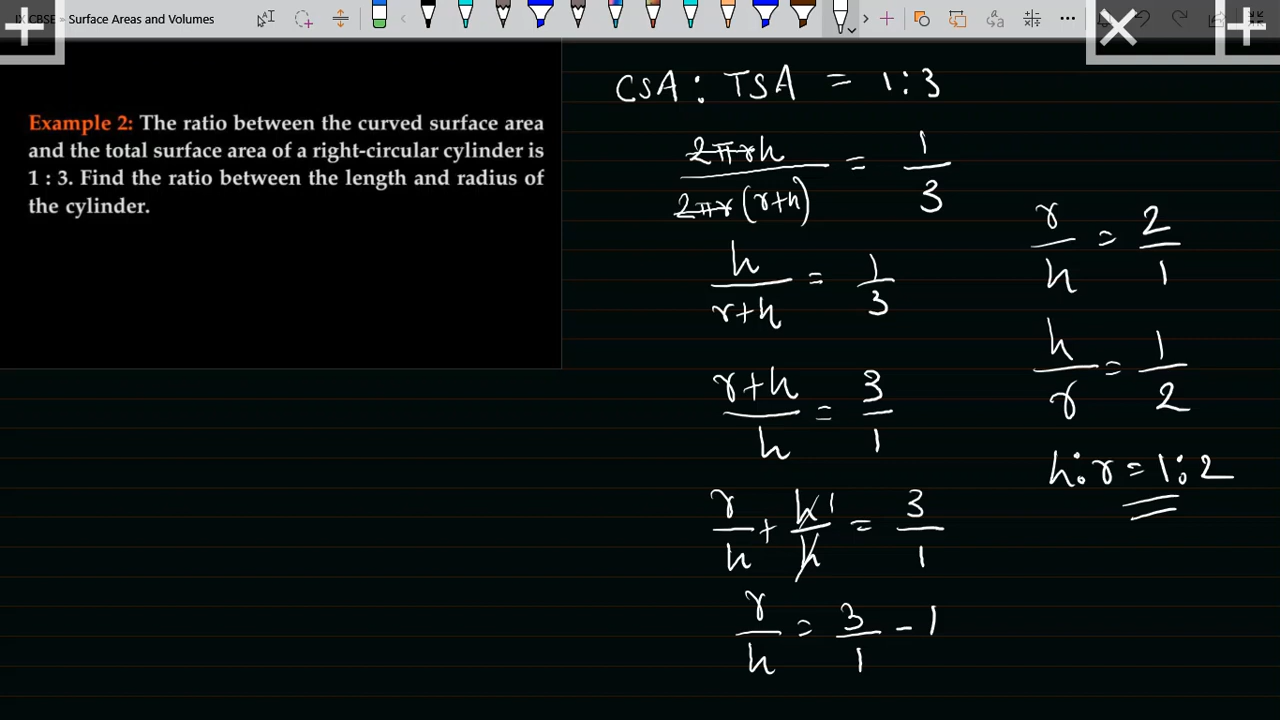 IX CBSE » Surface Areas and Volumes
Example 2: The ratio between the curved surface area
and the total surface area of a right-circular cylinder is
1 : 3. Find the ratio between the length and radius of
the cylinder.
CSA : TSA = 1 : 3
2πrh / 2πr(r+h) = 1/3
h/r+h = 1/3
r+h/h = 3/1
r/h + h/h 1 = 3/1
r/h = 3/1 - 1
r/h = 2/1
h/r = 1/2
h : r = 1 : 2